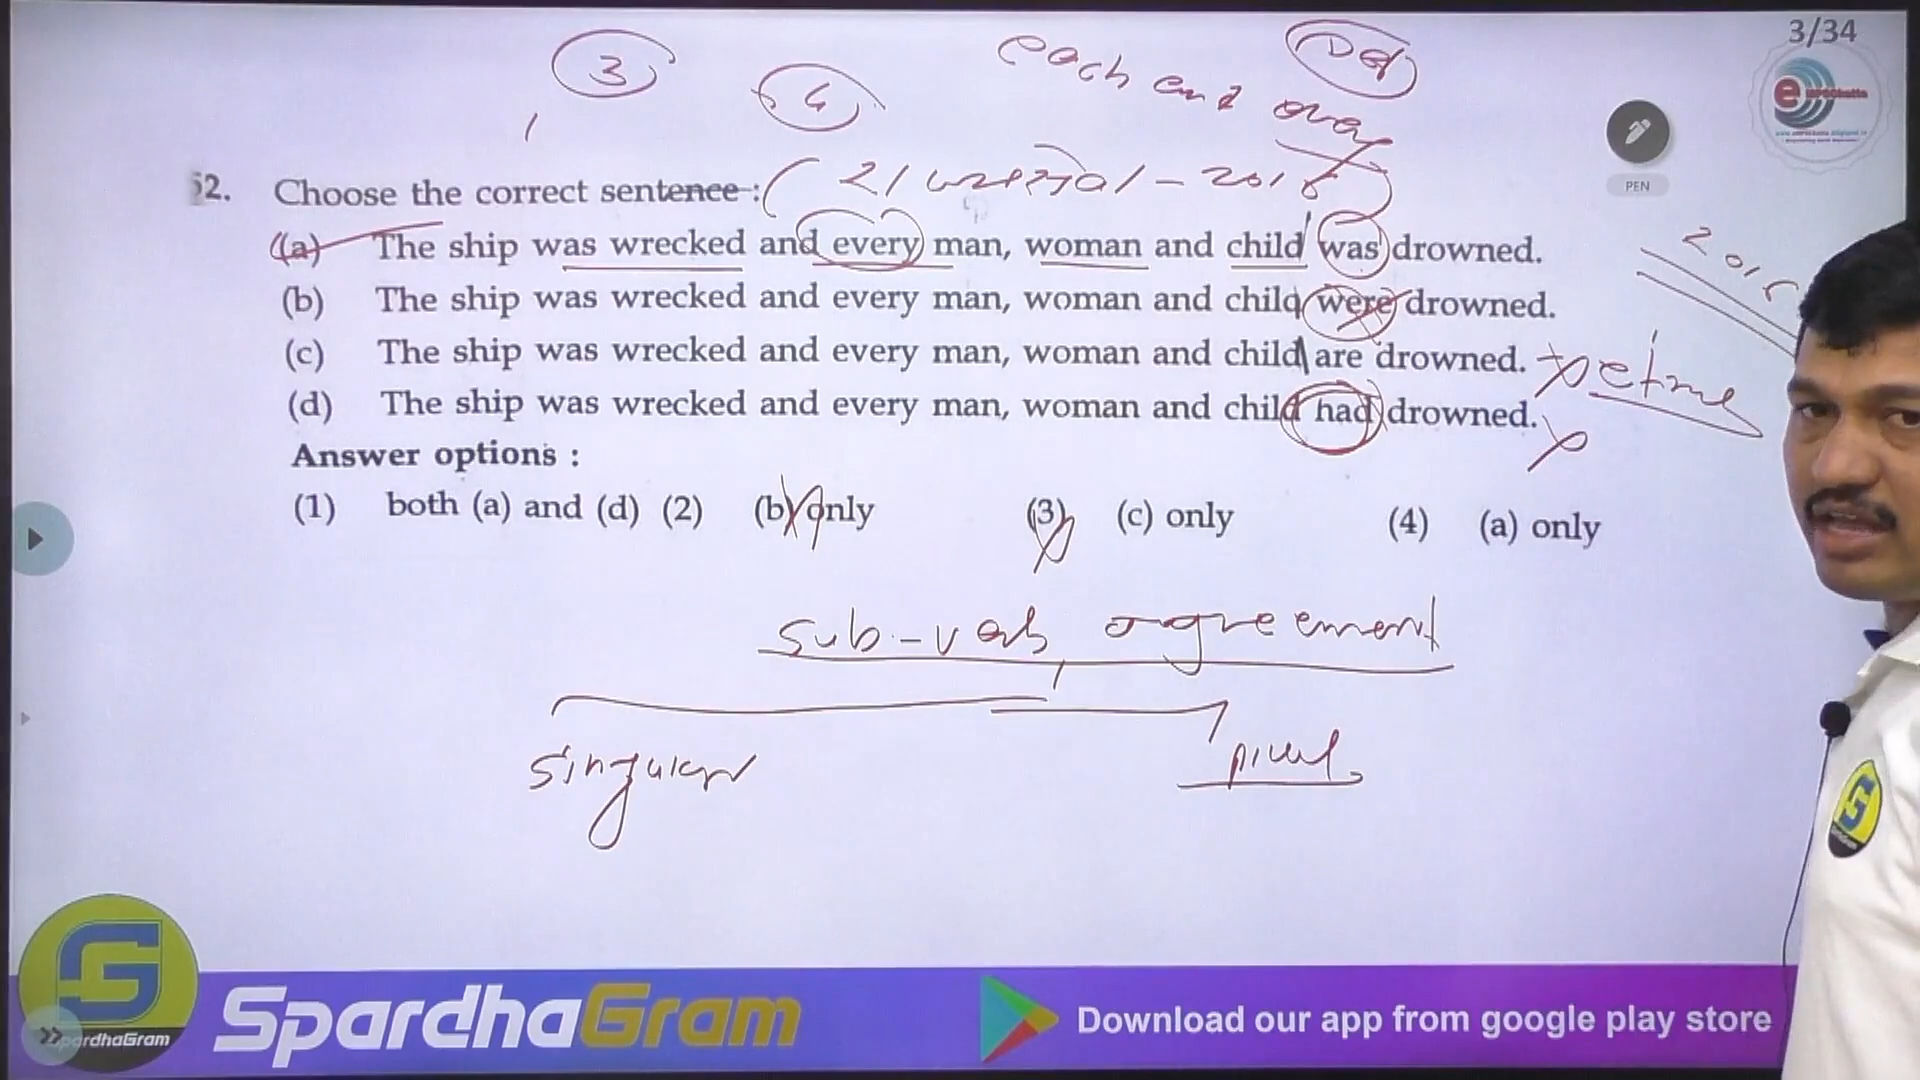 3/34
3
4
each and
PEN
52. Choose the correct sentence :
(a) The ship was wrecked and every man, woman and child was drowned.
(b) The ship was wrecked and every man, woman and child were drowned.
(c) The ship was wrecked and every man, woman and child are drowned.
(d) The ship was wrecked and every man, woman and child had drowned.
Answer options :
(1) both (a) and (d) (2) (b) only (3) (c) only (4) (a) only
sub-verb agreement
singular
SpardhaGram
SpardhaGram
Download our app from google play store